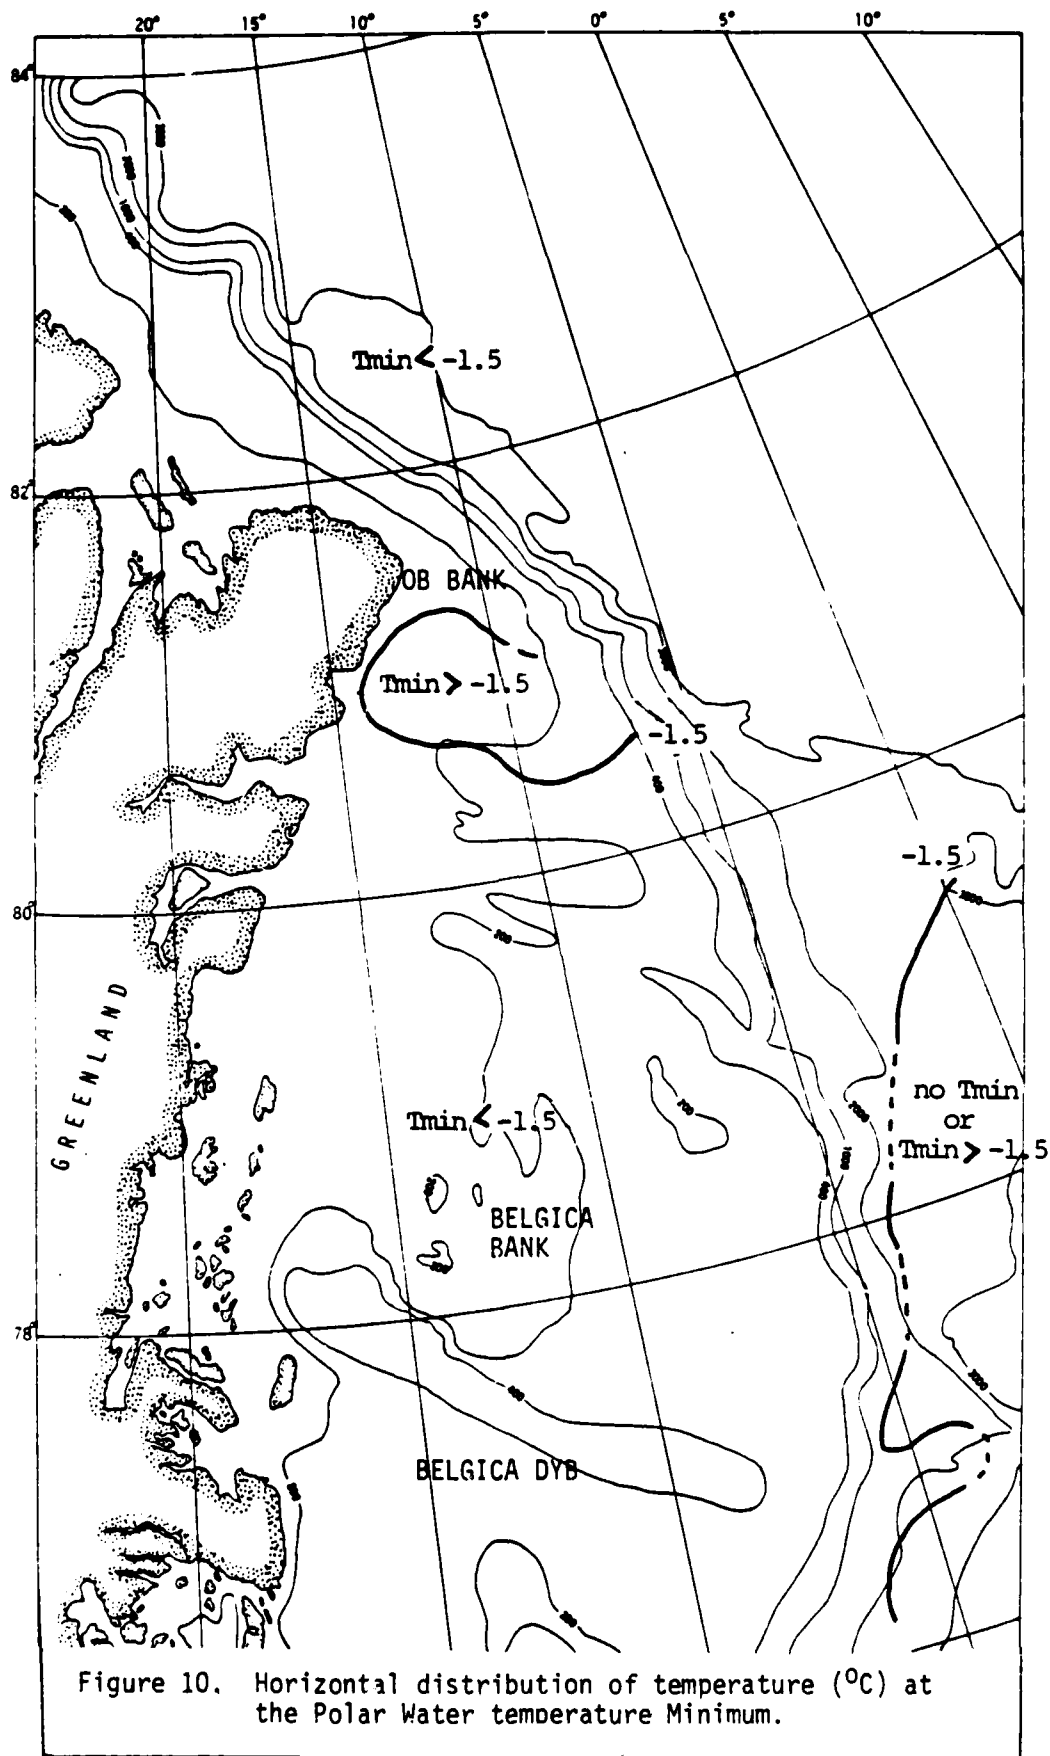 20° 15° 10° 5° 0° 5° 10°
84°
Tmin < -1.5
82°
OB BANK
Tmin > -1.5
-1.5
-1.5
80°
GREENLAND
no Tmin
or
Tmin > -1.5
Tmin < -1.5
BELGICA
BANK
78°
BELGICA DYB
Figure 10. Horizontal distribution of temperature (°C) at
the Polar Water temperature Minimum.